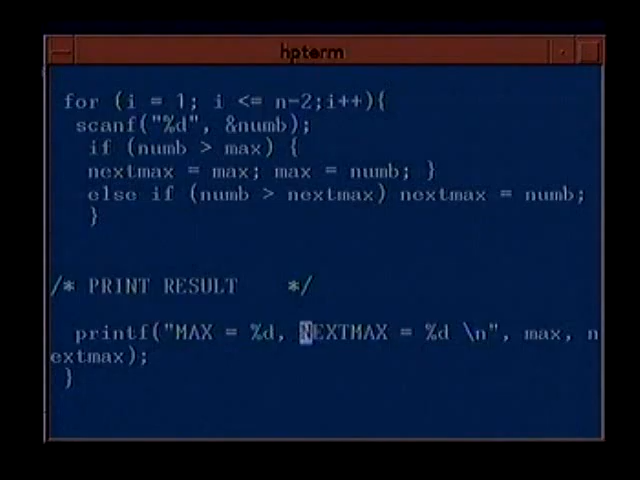 hpterm
for (i = 1; i <= n-2;i++){
scanf("%d", &numb);
if (numb > max) {
nextmax = max; max = numb; }
else if (numb > nextmax) nextmax = numb;
}
/* PRINT RESULT */
printf("MAX = %d, NEXTMAX = %d \n", max, n
extmax);
}